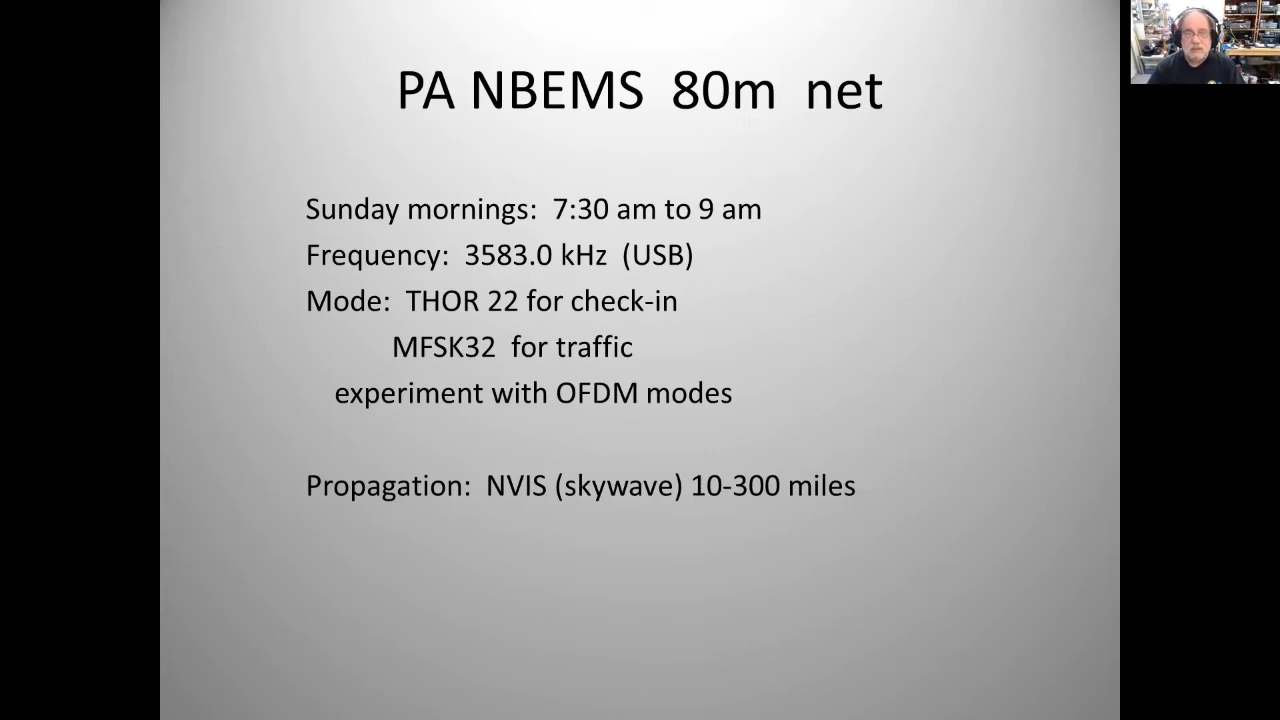 PA NBEMS 80m net
Sunday mornings: 7:30 am to 9 am
Frequency: 3583.0 kHz (USB)
Mode: THOR 22 for check-in
MFSK32 for traffic
experiment with OFDM modes
Propagation: NVIS (skywave) 10-300 miles